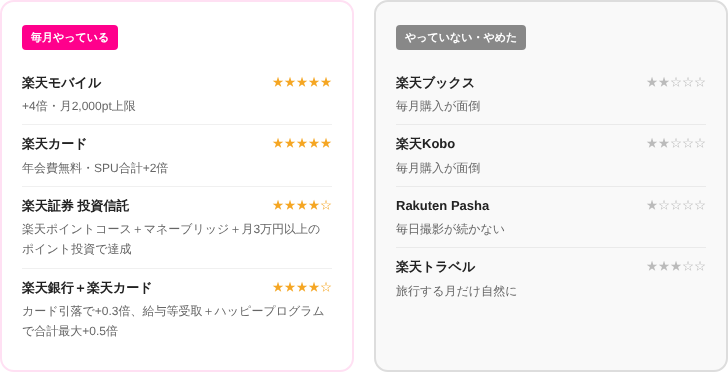 毎月やっている
楽天モバイル ★★★★★
+4倍・月2,000pt上限
楽天カード ★★★★★
年会費無料・SPU合計+2倍
楽天証券 投資信託 ★★★★☆
楽天ポイントコース＋マネーブリッジ＋月3万円以上の
ポイント投資で達成
楽天銀行＋楽天カード ★★★★☆
カード引落で+0.3倍、給与等受取＋ハッピープログラム
で合計最大+0.5倍
やっていない・やめた
楽天ブックス ★★☆☆☆
毎月購入が面倒
楽天Kobo ★★☆☆☆
毎月購入が面倒
Rakuten Pasha ★☆☆☆☆
毎日撮影が続かない
楽天トラベル ★★★☆☆
旅行する月だけ自然に